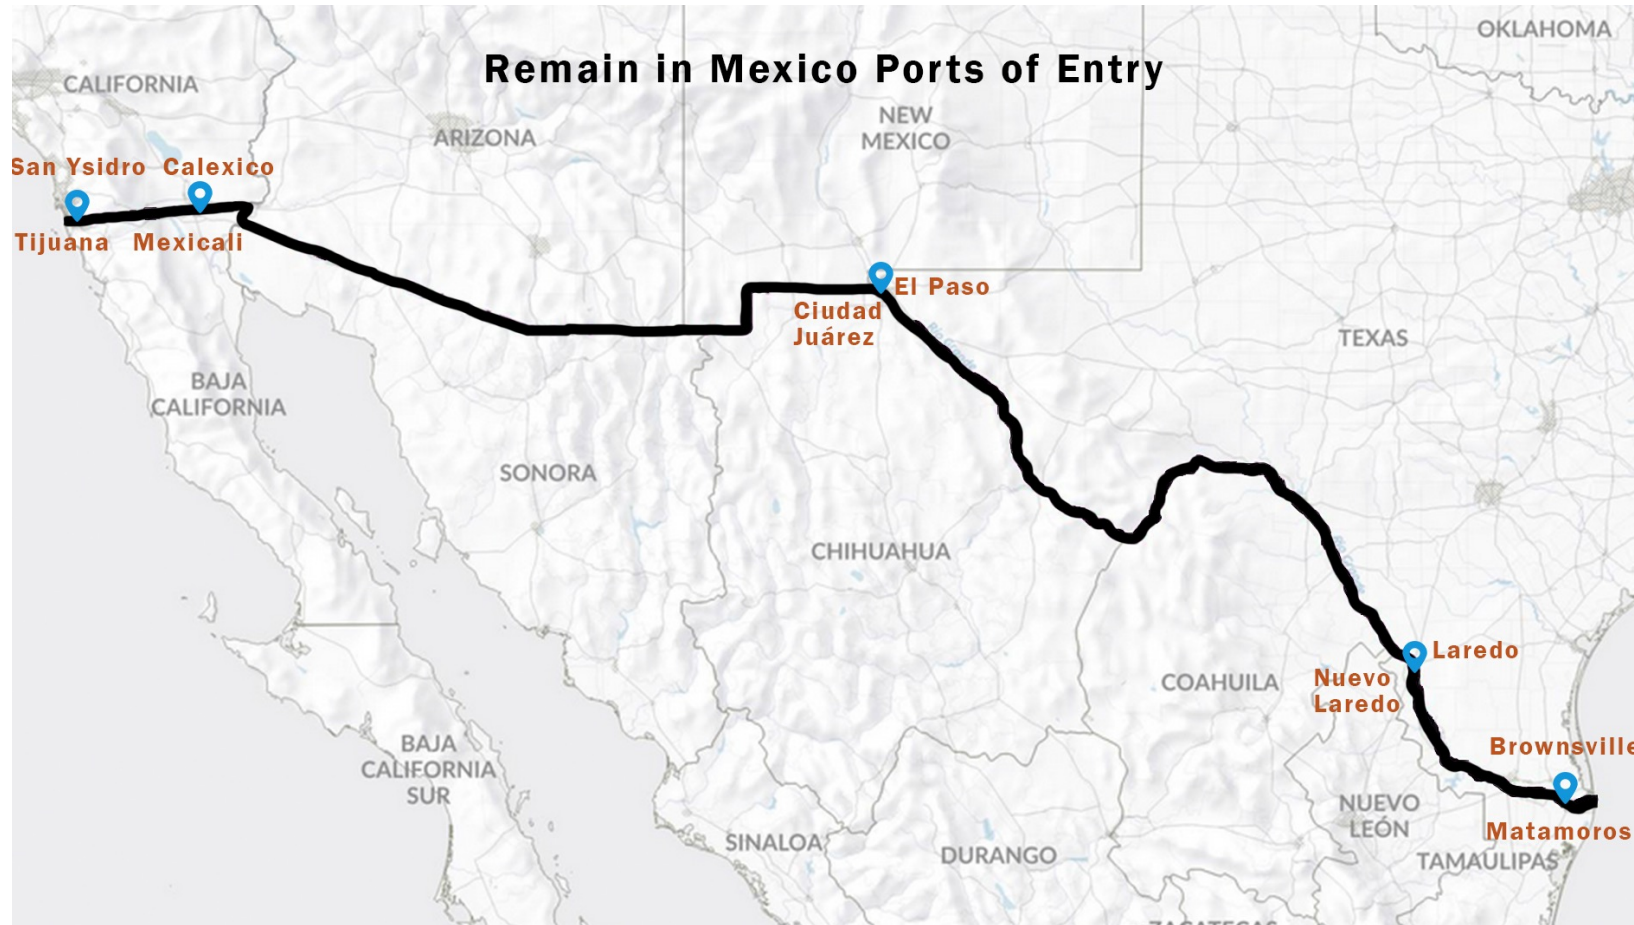 Remain in Mexico Ports of Entry
OKLAHOMA
CALIFORNIA
ARIZONA
NEW
MEXICO
San Ysidro
Calexico
Tijuana
Mexicali
El Paso
Ciudad
Juárez
TEXAS
BAJA
CALIFORNIA
SONORA
CHIHUAHUA
COAHUILA
Laredo
Nuevo
Laredo
BAJA
CALIFORNIA
SUR
Brownsville
NUEVO
LEÓN
Matamoros
SINALOA
DURANGO
TAMAULIPAS
ZACATECAS